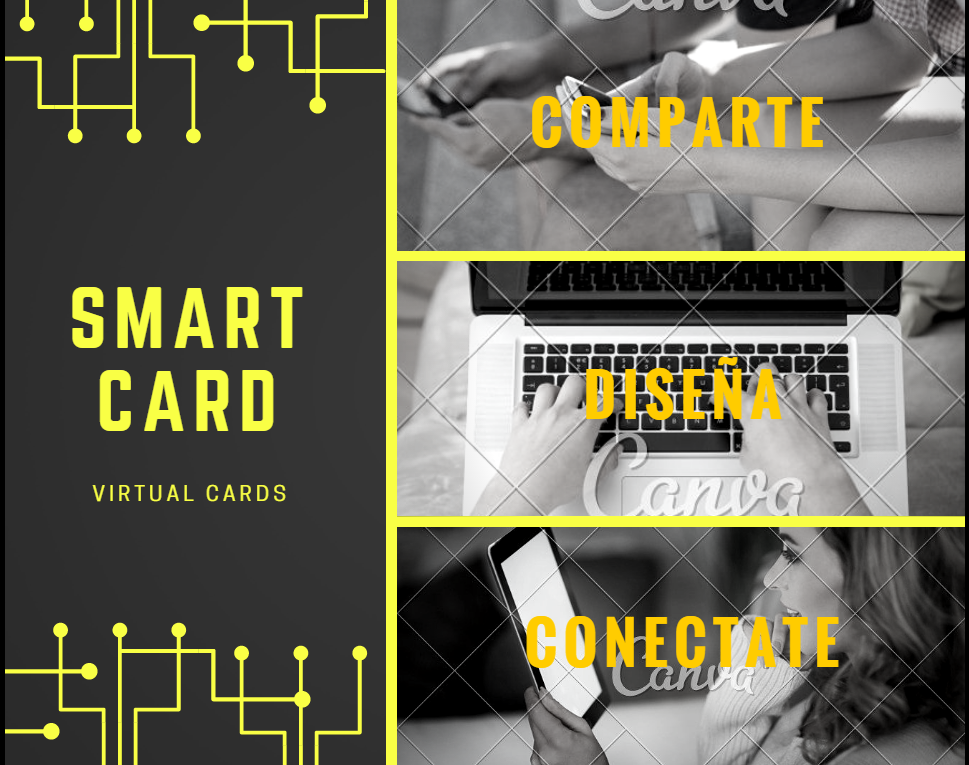 SMART
CARD
VIRTUAL CARDS
Canva
COMPARTE
DISEÑA
Canva
CONECTATE
Canva